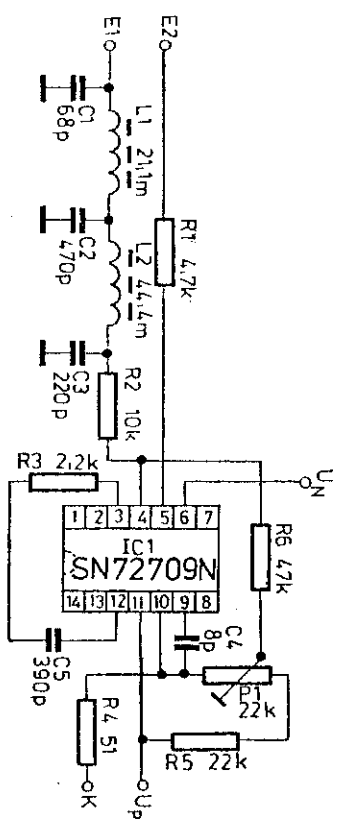 E1
E2
C1
68p
L1 21,1m
C2
470p
L2 44,4m
C3
220p
R1 4,7k
R2 10k
R3 2,2k
U_N
R6 47k
1 2 3 4 5 6 7
IC1
SN72709N
14 13 12 11 10 9 8
C5
390p
C4
8p
P1
22k
R4 51
R5 22k
K
U_P